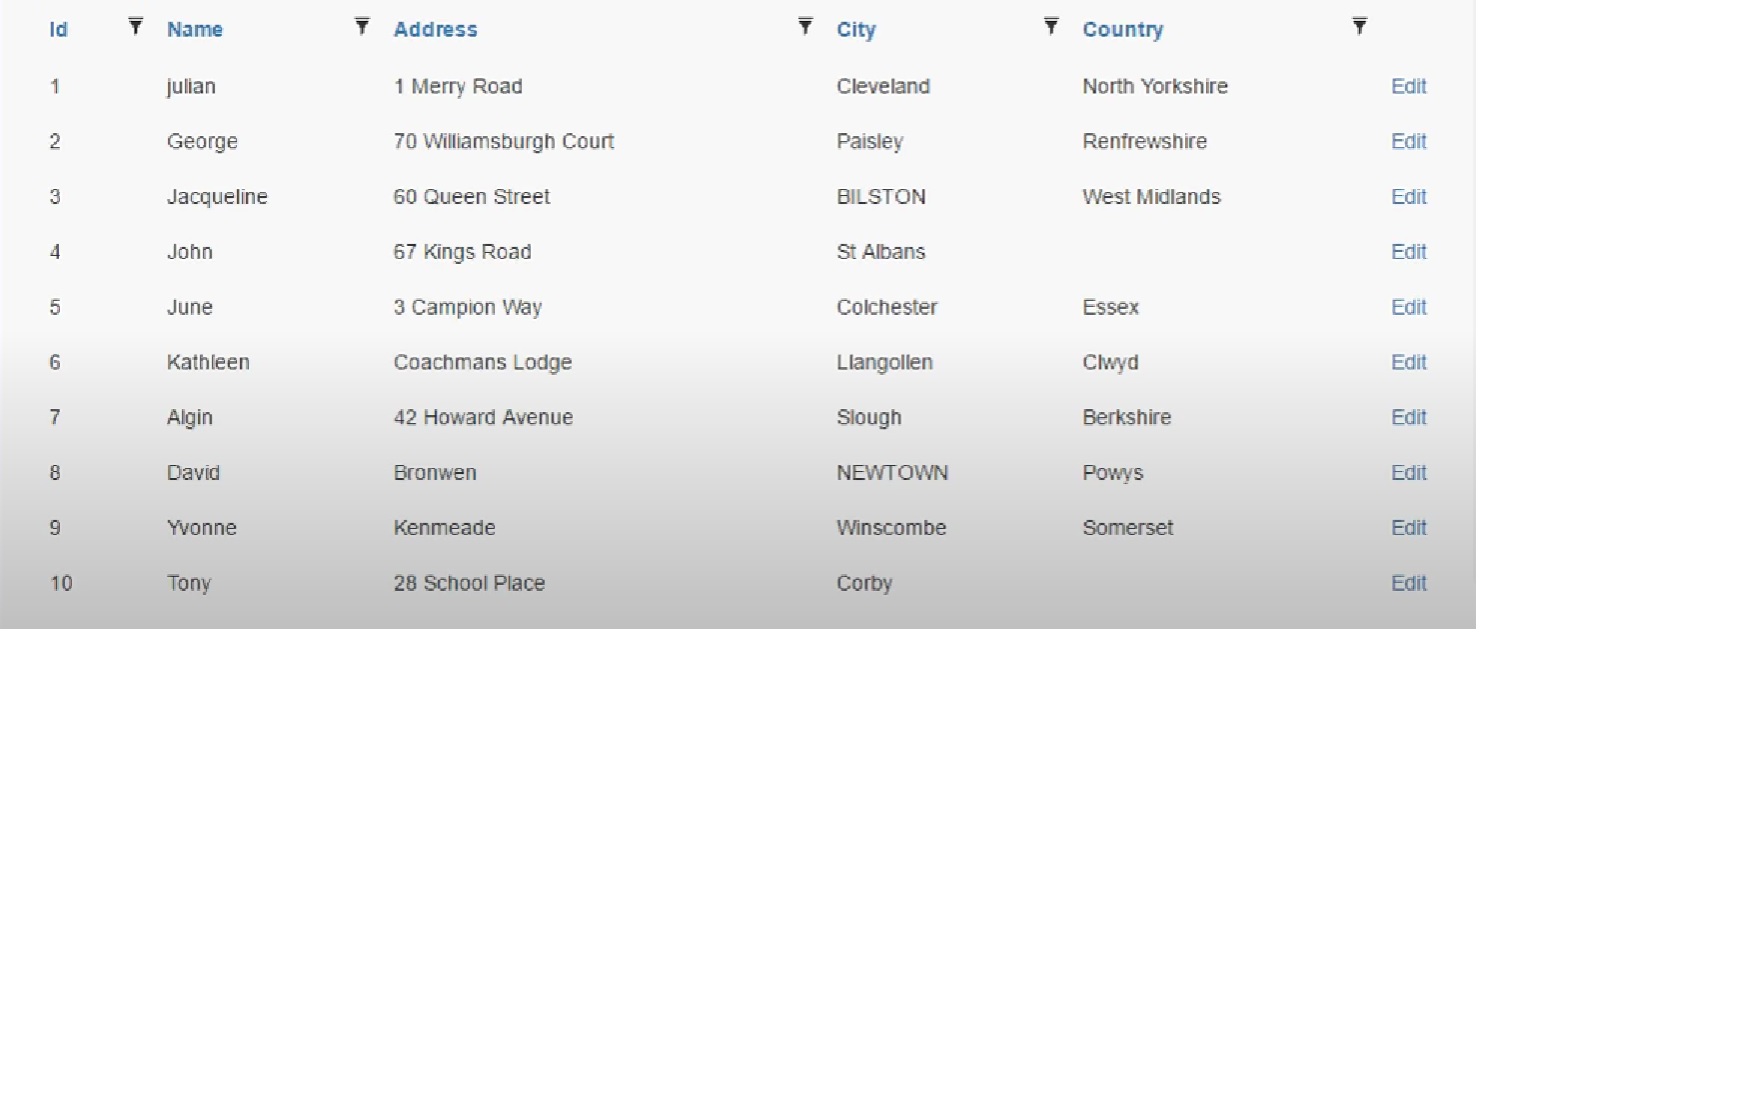 Id Name Address City Country
1 julian 1 Merry Road Cleveland North Yorkshire Edit
2 George 70 Williamsburgh Court Paisley Renfrewshire Edit
3 Jacqueline 60 Queen Street BILSTON West Midlands Edit
4 John 67 Kings Road St Albans Edit
5 June 3 Campion Way Colchester Essex Edit
6 Kathleen Coachmans Lodge Llangollen Clwyd Edit
7 Algin 42 Howard Avenue Slough Berkshire Edit
8 David Bronwen NEWTOWN Powys Edit
9 Yvonne Kenmeade Winscombe Somerset Edit
10 Tony 28 School Place Corby Edit